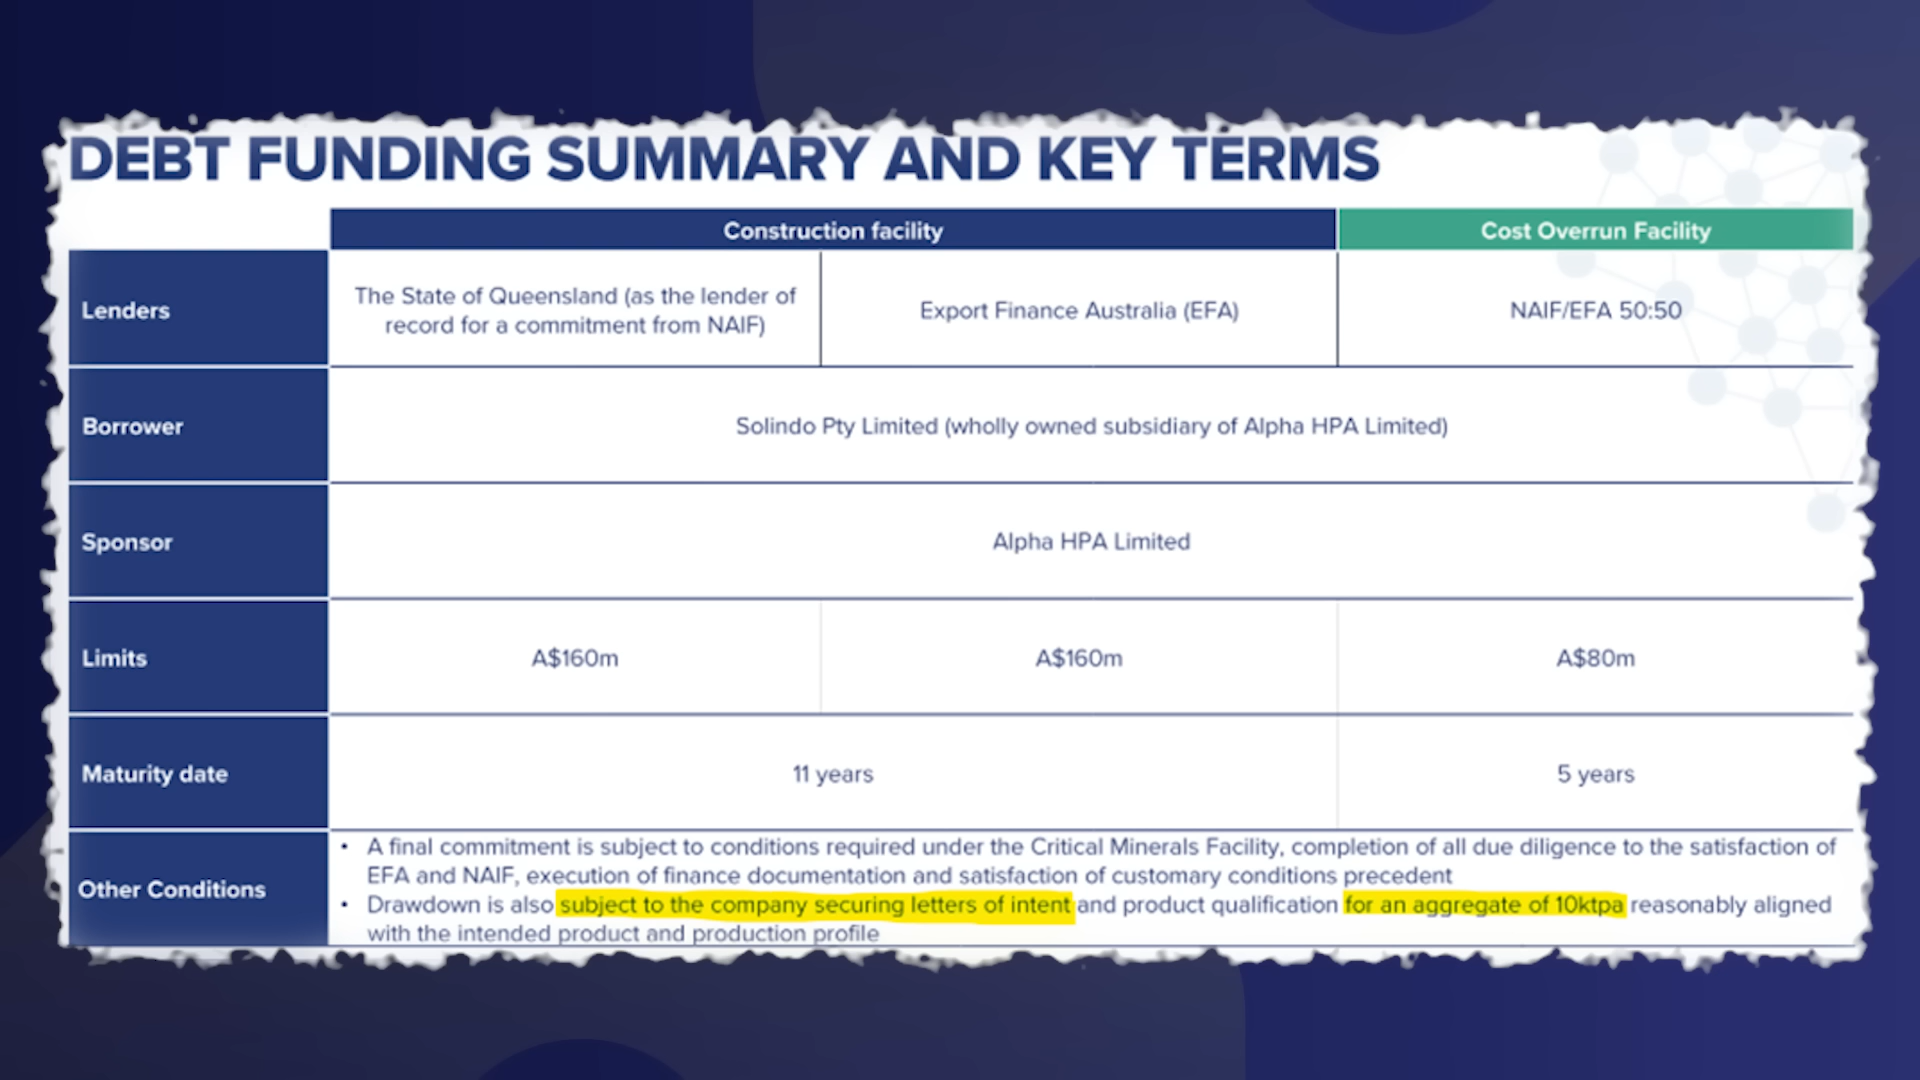 DEBT FUNDING SUMMARY AND KEY TERMS
Construction facility
Cost Overrun Facility
Lenders
The State of Queensland (as the lender of
record for a commitment from NAIF)
Export Finance Australia (EFA)
NAIF/EFA 50:50
Borrower
Solindo Pty Limited (wholly owned subsidiary of Alpha HPA Limited)
Sponsor
Alpha HPA Limited
Limits
A$160m
A$160m
A$80m
Maturity date
11 years
5 years
Other Conditions
• A final commitment is subject to conditions required under the Critical Minerals Facility, completion of all due diligence to the satisfaction of
EFA and NAIF, execution of finance documentation and satisfaction of customary conditions precedent
• Drawdown is also subject to the company securing letters of intent and product qualification for an aggregate of 10ktpa reasonably aligned
with the intended product and production profile